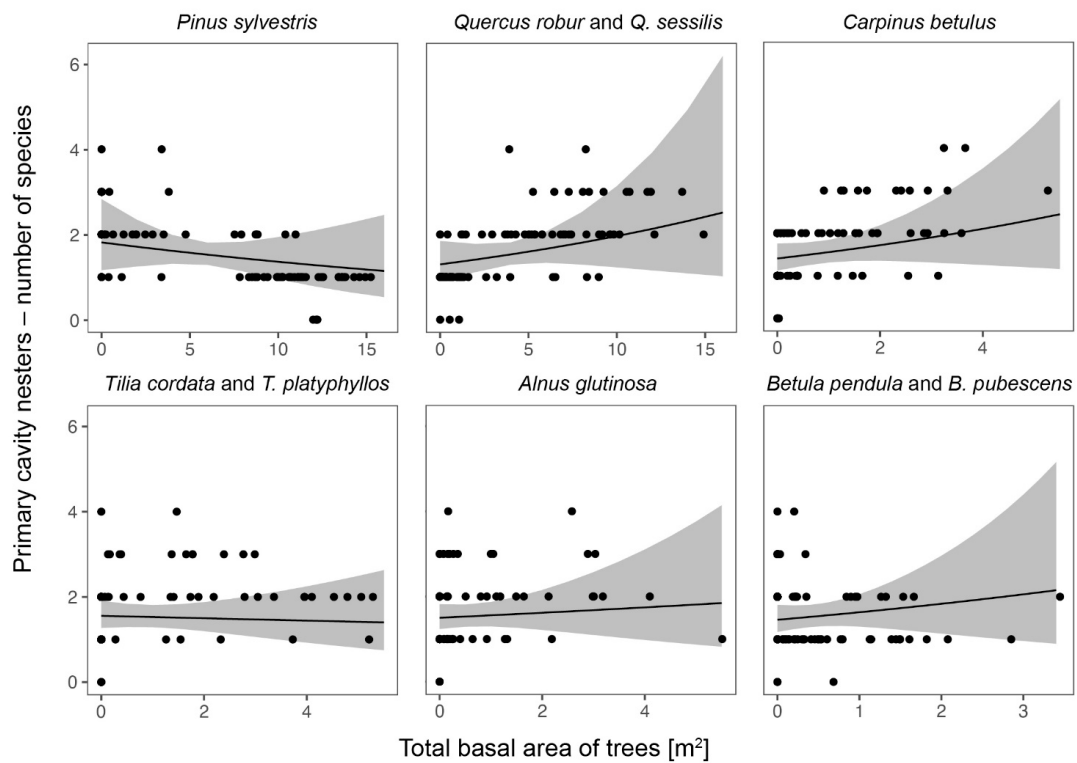 Pinus sylvestris
Quercus robur and Q. sessilis
Carpinus betulus
Primary cavity nesters – number of species
6
4
2
0
0 5 10 15
0 5 10 15
0 2 4
Tilia cordata and T. platyphyllos
Alnus glutinosa
Betula pendula and B. pubescens
6
4
2
0
0 2 4
0 2 4
0 1 2 3
Total basal area of trees [m²]